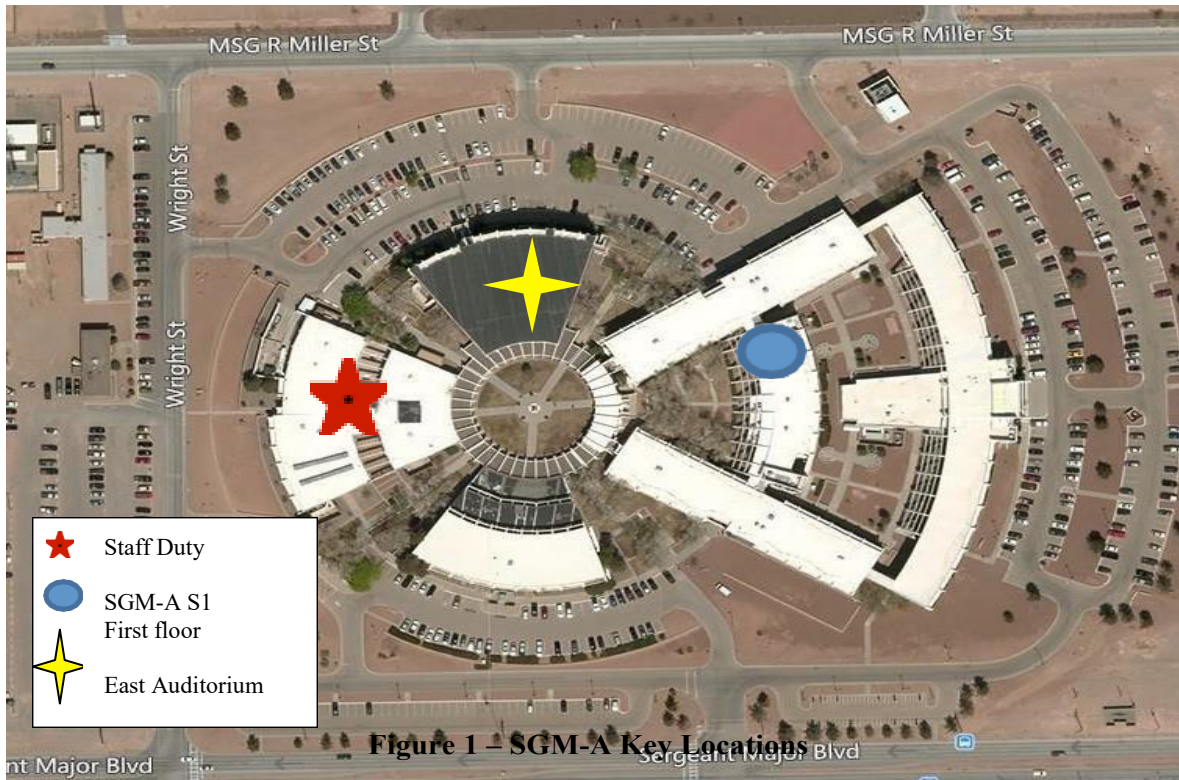 MSG R Miller St
MSG R Miller St
Wright St
Wright St
Staff Duty
SGM-A S1
First floor
East Auditorium
Figure 1 – SGM-A Key Locations
nt Major Blvd
Sergeant Major Blvd